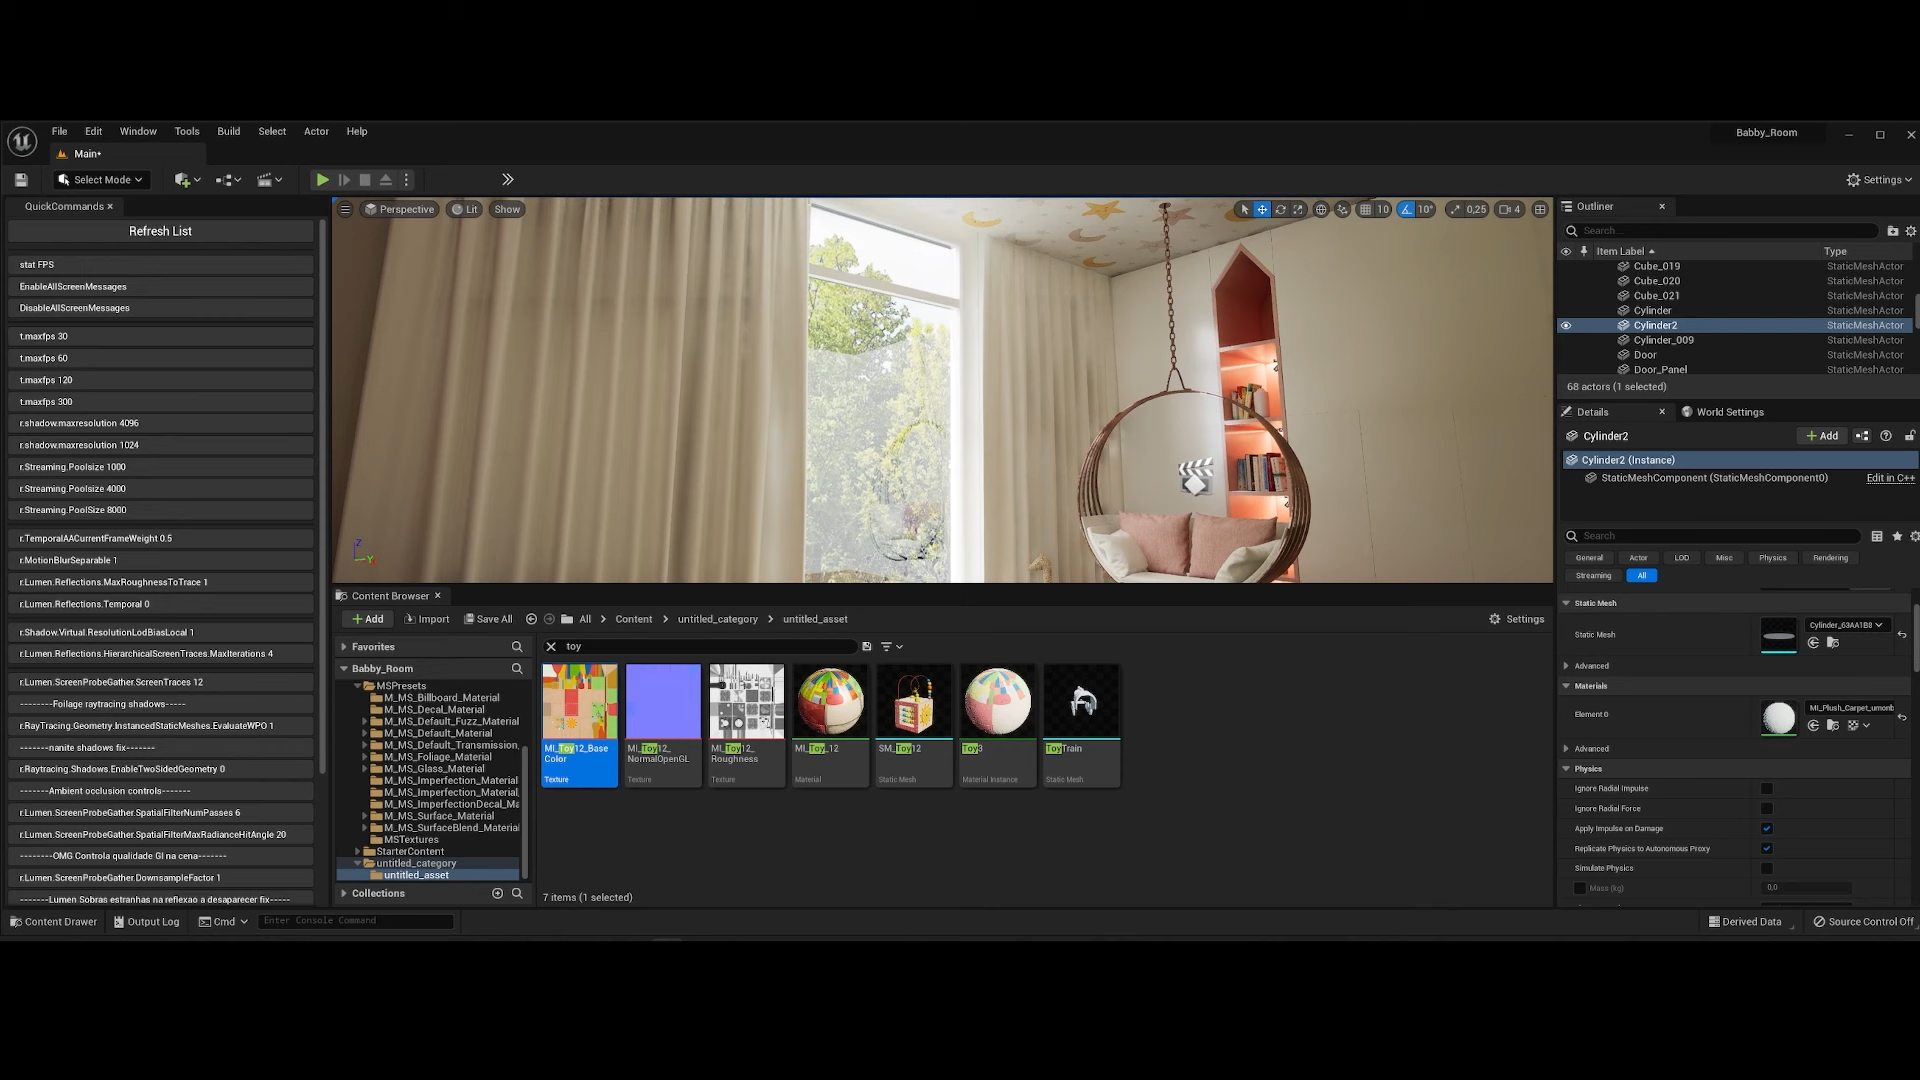 File Edit Window Tools Build Select Actor Help
Babby_Room
Main*
Select Mode
Settings
QuickCommands
Refresh List
stat FPS
EnableAllScreenMessages
DisableAllScreenMessages
t.maxfps 30
t.maxfps 60
t.maxfps 120
t.maxfps 300
r.shadow.maxresolution 4096
r.shadow.maxresolution 1024
r.Streaming.Poolsize 1000
r.Streaming.Poolsize 4000
r.Streaming.PoolSize 8000
r.TemporalAACurrentFrameWeight 0.5
r.MotionBlurSeparable 1
r.Lumen.Reflections.MaxRoughnessToTrace 1
r.Lumen.Reflections.Temporal 0
r.Shadow.Virtual.ResolutionLodBiasLocal 1
r.Lumen.Reflections.HierarchicalScreenTraces.MaxIterations 4
r.Lumen.ScreenProbeGather.ScreenTraces 12
--------Foilage raytracing shadows-----
r.RayTracing.Geometry.InstancedStaticMeshes.EvaluateWPO 1
-------nanite shadows fix-------
r.Raytracing.Shadows.EnableTwoSidedGeometry 0
-------Ambient occlusion controls-------
r.Lumen.ScreenProbeGather.SpatialFilterNumPasses 6
r.Lumen.ScreenProbeGather.SpatialFilterMaxRadianceHitAngle 20
--------OMG Controla qualidade GI na cena-------
r.Lumen.ScreenProbeGather.DownsampleFactor 1
-------Lumen Sobras estranhas na reflexao a desaparecer fix-----
Perspective Lit Show
10 10° 0,25 4
Z
Y
Content Browser
Add Import Save All All Content untitled_category untitled_asset Settings
Favorites
toy
Babby_Room
MSPresets
M_MS_Billboard_Material
M_MS_Decal_Material
M_MS_Default_Fuzz_Material
M_MS_Default_Material
M_MS_Default_Transmission_
M_MS_Foliage_Material
M_MS_Glass_Material
M_MS_Imperfection_Material
M_MS_Imperfection_Material_
M_MS_ImperfectionDecal_Ma
M_MS_Surface_Material
M_MS_SurfaceBlend_Material
MSTextures
StarterContent
untitled_category
untitled_asset
Collections
MI_Toy12_Base
Color
Texture
MI_Toy12_
NormalOpenGL
Texture
MI_Toy12_
Roughness
Texture
MI_Toy_12
Material
SM_Toy12
Static Mesh
Toy3
Material Instance
ToyTrain
Static Mesh
7 items (1 selected)
Outliner
Search...
Item Label Type
Cube_019 StaticMeshActor
Cube_020 StaticMeshActor
Cube_021 StaticMeshActor
Cylinder StaticMeshActor
Cylinder2 StaticMeshActor
Cylinder_009 StaticMeshActor
Door StaticMeshActor
Door_Panel StaticMeshActor
68 actors (1 selected)
Details World Settings
Cylinder2 Add
Cylinder2 (Instance)
StaticMeshComponent (StaticMeshComponent0) Edit in C++
Search
General Actor LOD Misc Physics Rendering
Streaming All
Static Mesh
Static Mesh Cylinder_63AA1B8
Advanced
Materials
Element 0 MI_Plush_Carpet_umonb
Advanced
Physics
Ignore Radial Impulse
Ignore Radial Force
Apply Impulse on Damage
Replicate Physics to Autonomous Proxy
Simulate Physics
Mass (kg) 0,0
Content Drawer Output Log Cmd Enter Console Command
Derived Data Source Control Off